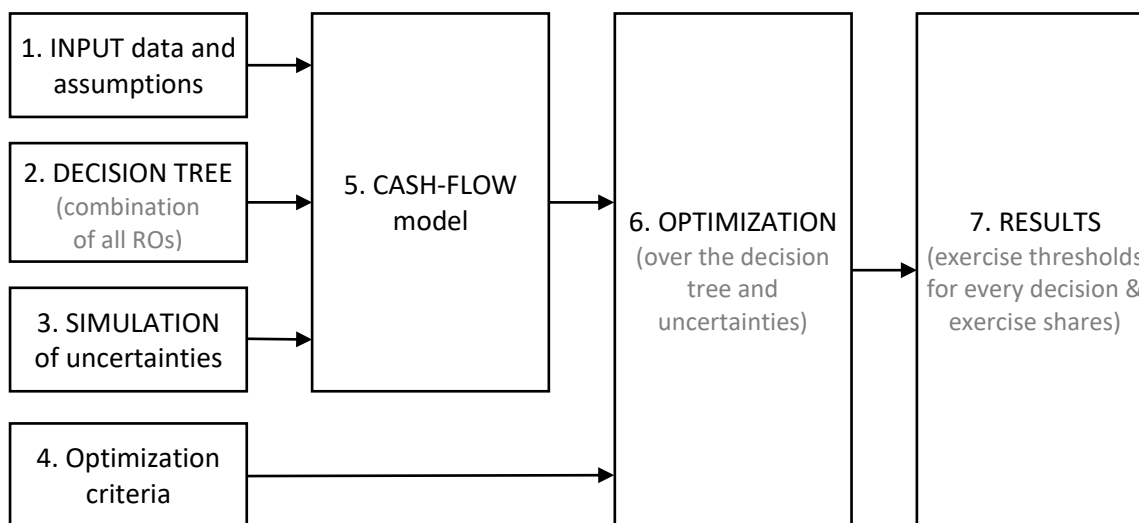 1. INPUT data and
assumptions
2. DECISION TREE
(combination
of all ROs)
3. SIMULATION
of uncertainties
4. Optimization
criteria
5. CASH-FLOW
model
6. OPTIMIZATION
(over the decision
tree and
uncertainties)
7. RESULTS
(exercise thresholds
for every decision &
exercise shares)